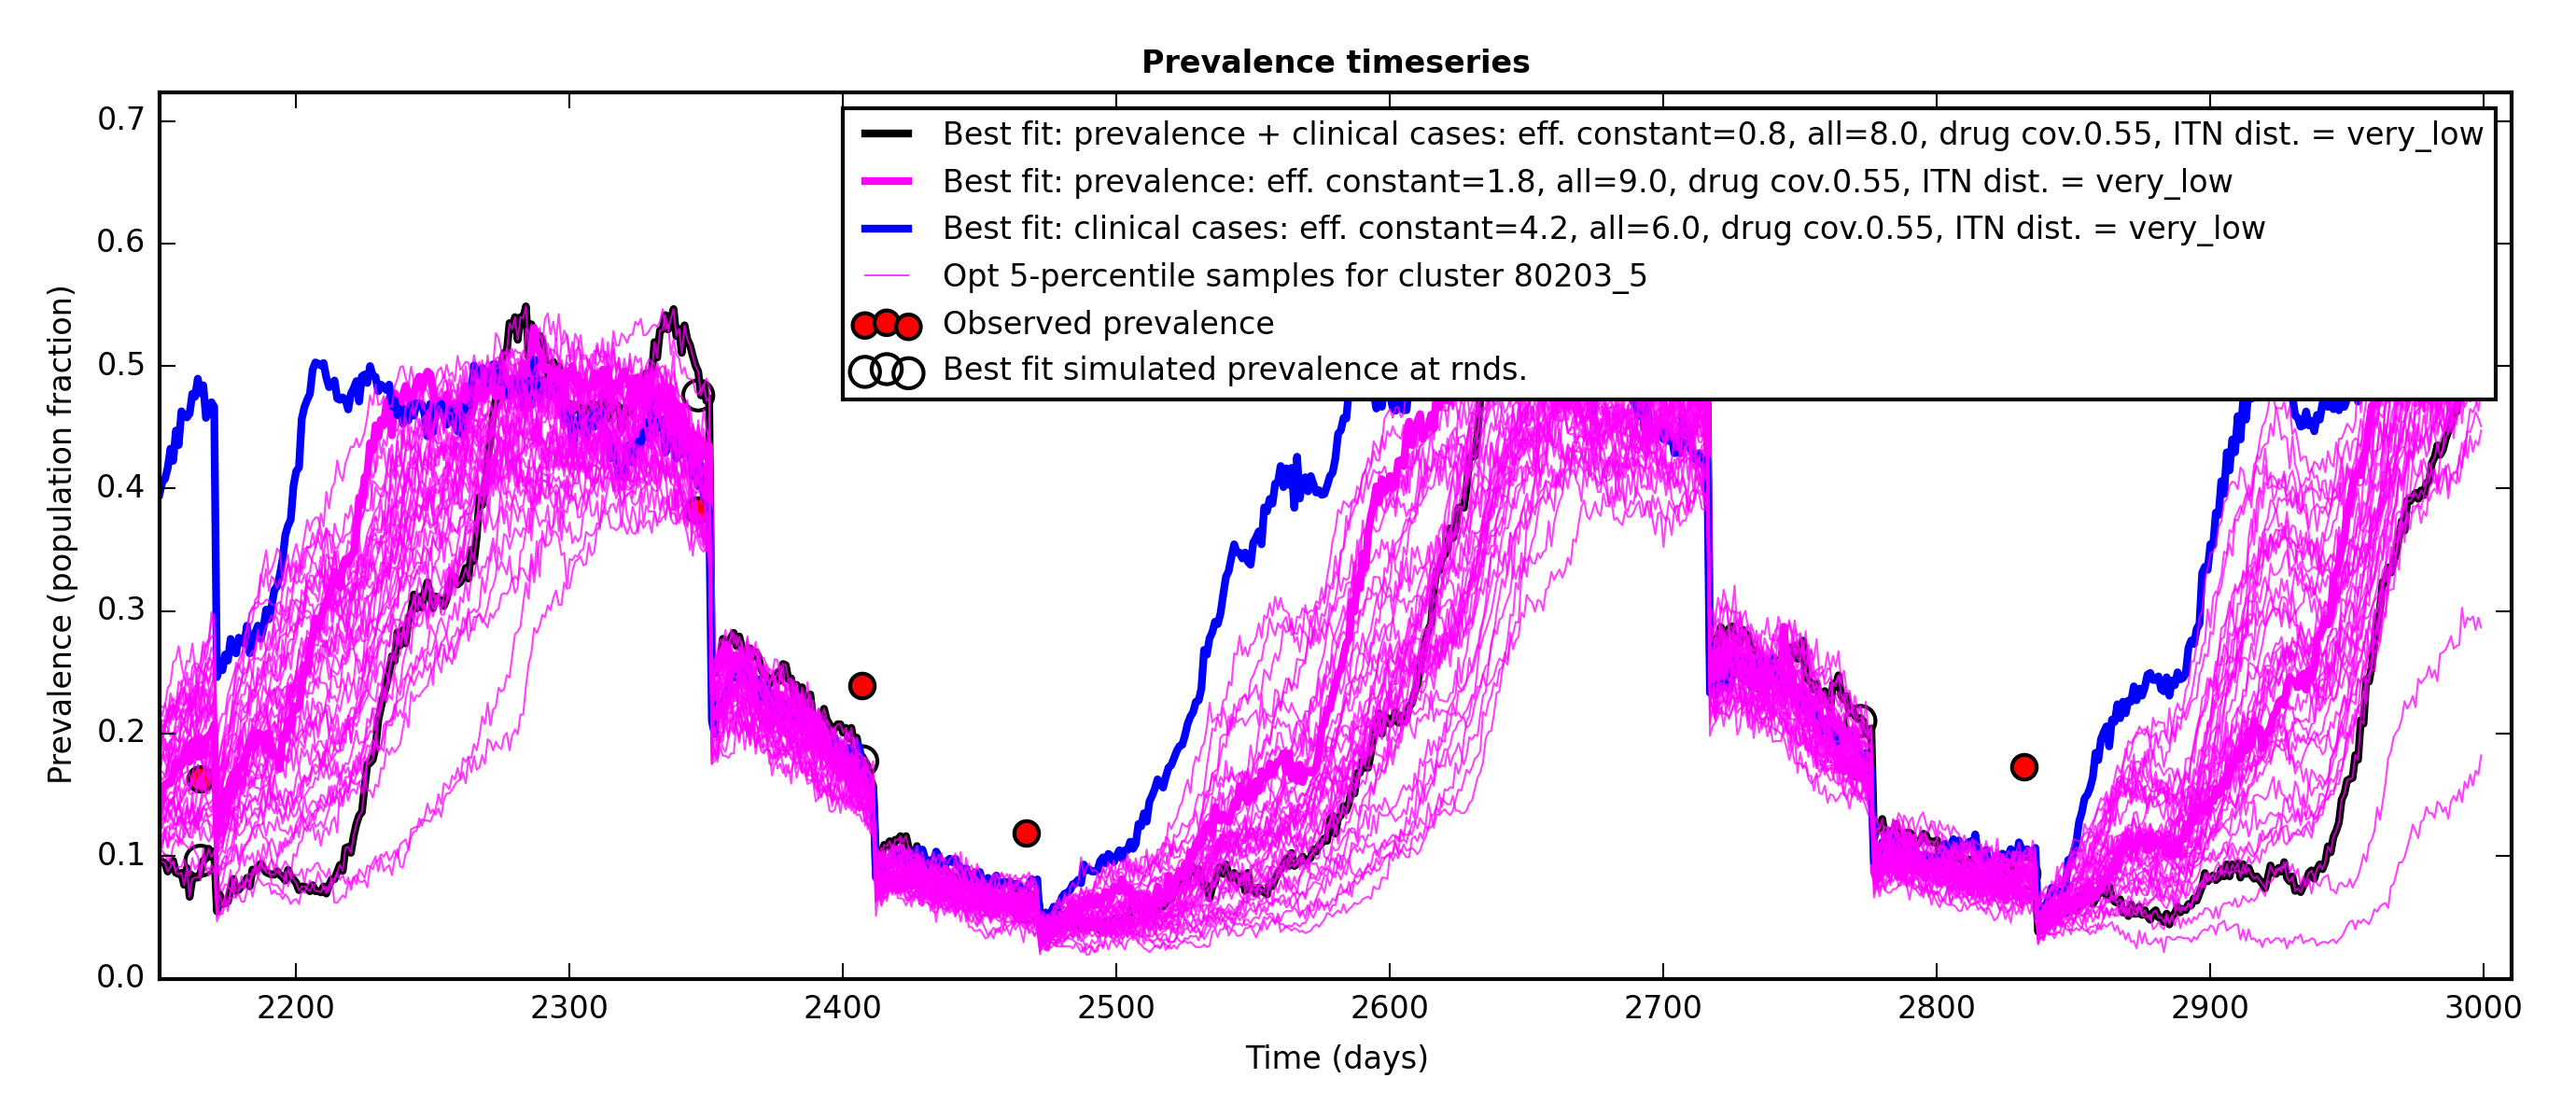 Prevalence timeseries
Best fit: prevalence + clinical cases: eff. constant=0.8, all=8.0, drug cov.0.55, ITN dist. = very_low
Best fit: prevalence: eff. constant=1.8, all=9.0, drug cov.0.55, ITN dist. = very_low
Best fit: clinical cases: eff. constant=4.2, all=6.0, drug cov.0.55, ITN dist. = very_low
Opt 5-percentile samples for cluster 80203_5
Observed prevalence
Best fit simulated prevalence at rnds.
Prevalence (population fraction)
0.7
0.6
0.5
0.4
0.3
0.2
0.1
0.0
2200 2300 2400 2500 2600 2700 2800 2900 3000
Time (days)